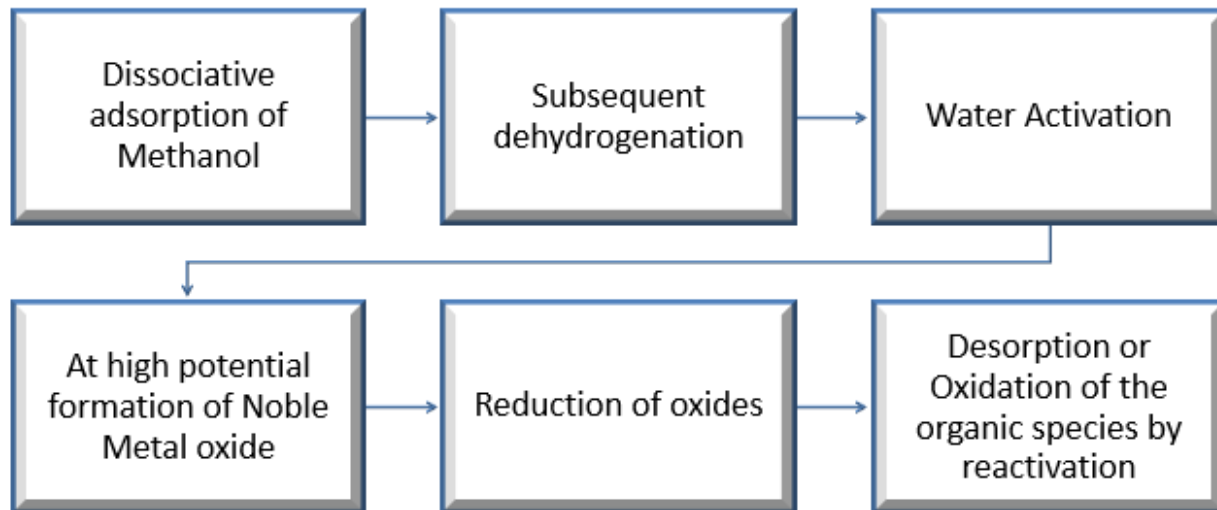 Dissociative
adsorption of
Methanol
Subsequent
dehydrogenation
Water Activation
At high potential
formation of Noble
Metal oxide
Reduction of oxides
Desorption or
Oxidation of the
organic species by
reactivation